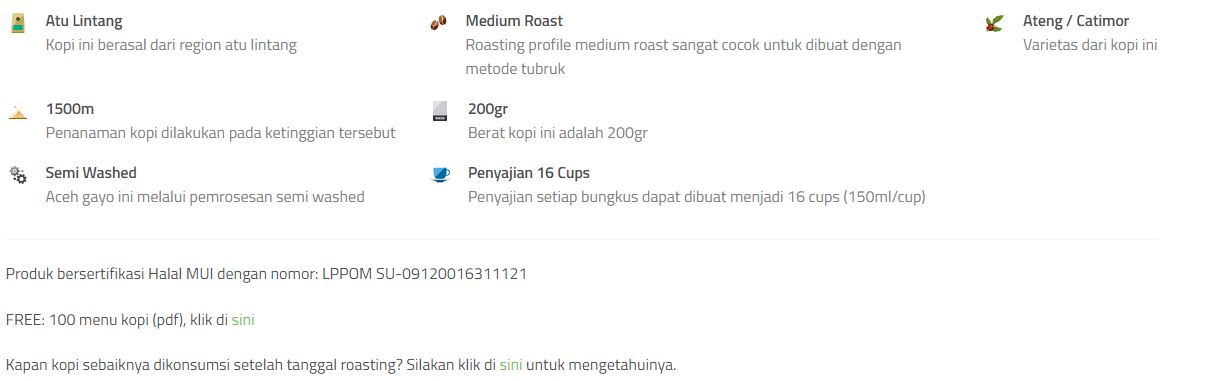 Atu Lintang
Kopi ini berasal dari region atu lintang
Medium Roast
Roasting profile medium roast sangat cocok untuk dibuat dengan
metode tubruk
Ateng / Catimor
Varietas dari kopi ini
1500m
Penanaman kopi dilakukan pada ketinggian tersebut
200gr
Berat kopi ini adalah 200gr
Semi Washed
Aceh gayo ini melalui pemrosesan semi washed
Penyajian 16 Cups
Penyajian setiap bungkus dapat dibuat menjadi 16 cups (150ml/cup)
Produk bersertifikasi Halal MUI dengan nomor: LPPOM SU-09120016311121
FREE: 100 menu kopi (pdf), klik di sini
Kapan kopi sebaiknya dikonsumsi setelah tanggal roasting? Silakan klik di sini untuk mengetahuinya.